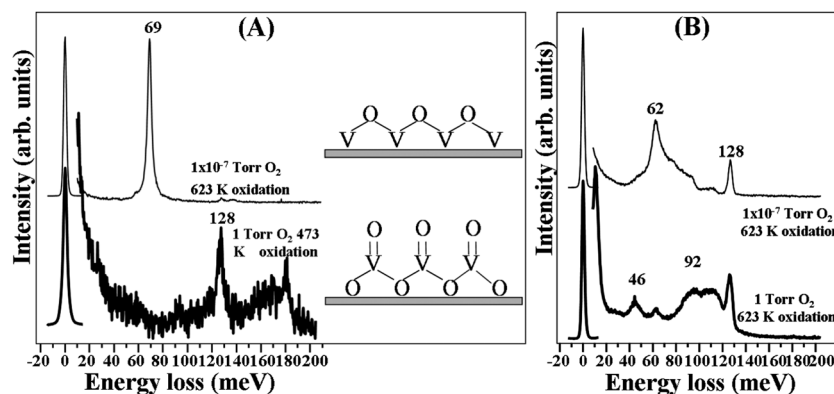 (A)
Intensity (arb. units)
69
1x10-7 Torr O2
623 K oxidation
128
1 Torr O2 473
K oxidation
-20 0 20 40 60 80 100 120 140 160 180 200
Energy loss (meV)
O O O
V V V V
O O O
V V V
O O O O
(B)
Intensity (arb. units)
62
128
1x10-7 Torr O2
623 K oxidation
46
92
1 Torr O2
623 K oxidation
-20 0 20 40 60 80 100 120 140 160 180 200
Energy loss (meV)